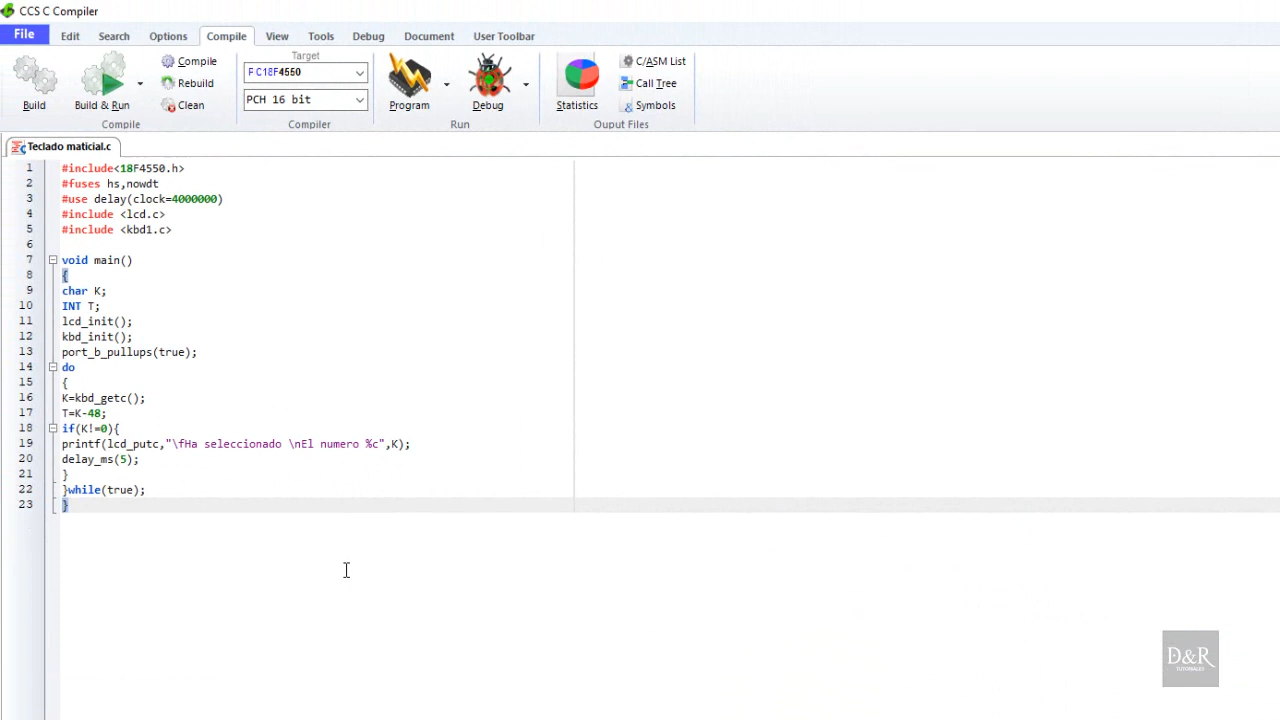 CCS C Compiler
File Edit Search Options Compile View Tools Debug Document User Toolbar
Build
Build & Run
Compile
Rebuild
Clean
Compile
Target
PIC18F4550
PCH 16 bit
Compiler
Program
Debug
Run
Statistics
C/ASM List
Call Tree
Symbols
Ouput Files
Teclado maticial.c
1 #include<18F4550.h>
2 #fuses hs,nowdt
3 #use delay(clock=4000000)
4 #include <lcd.c>
5 #include <kbd1.c>
6
7 void main()
8 {
9 char K;
10 INT T;
11 lcd_init();
12 kbd_init();
13 port_b_pullups(true);
14 do
15 {
16 K=kbd_getc();
17 T=K-48;
18 if(K!=0){
19 printf(lcd_putc,"\fHa seleccionado \nEl numero %c",K);
20 delay_ms(5);
21 }
22 }while(true);
23 }
D&R
TUTORIALES